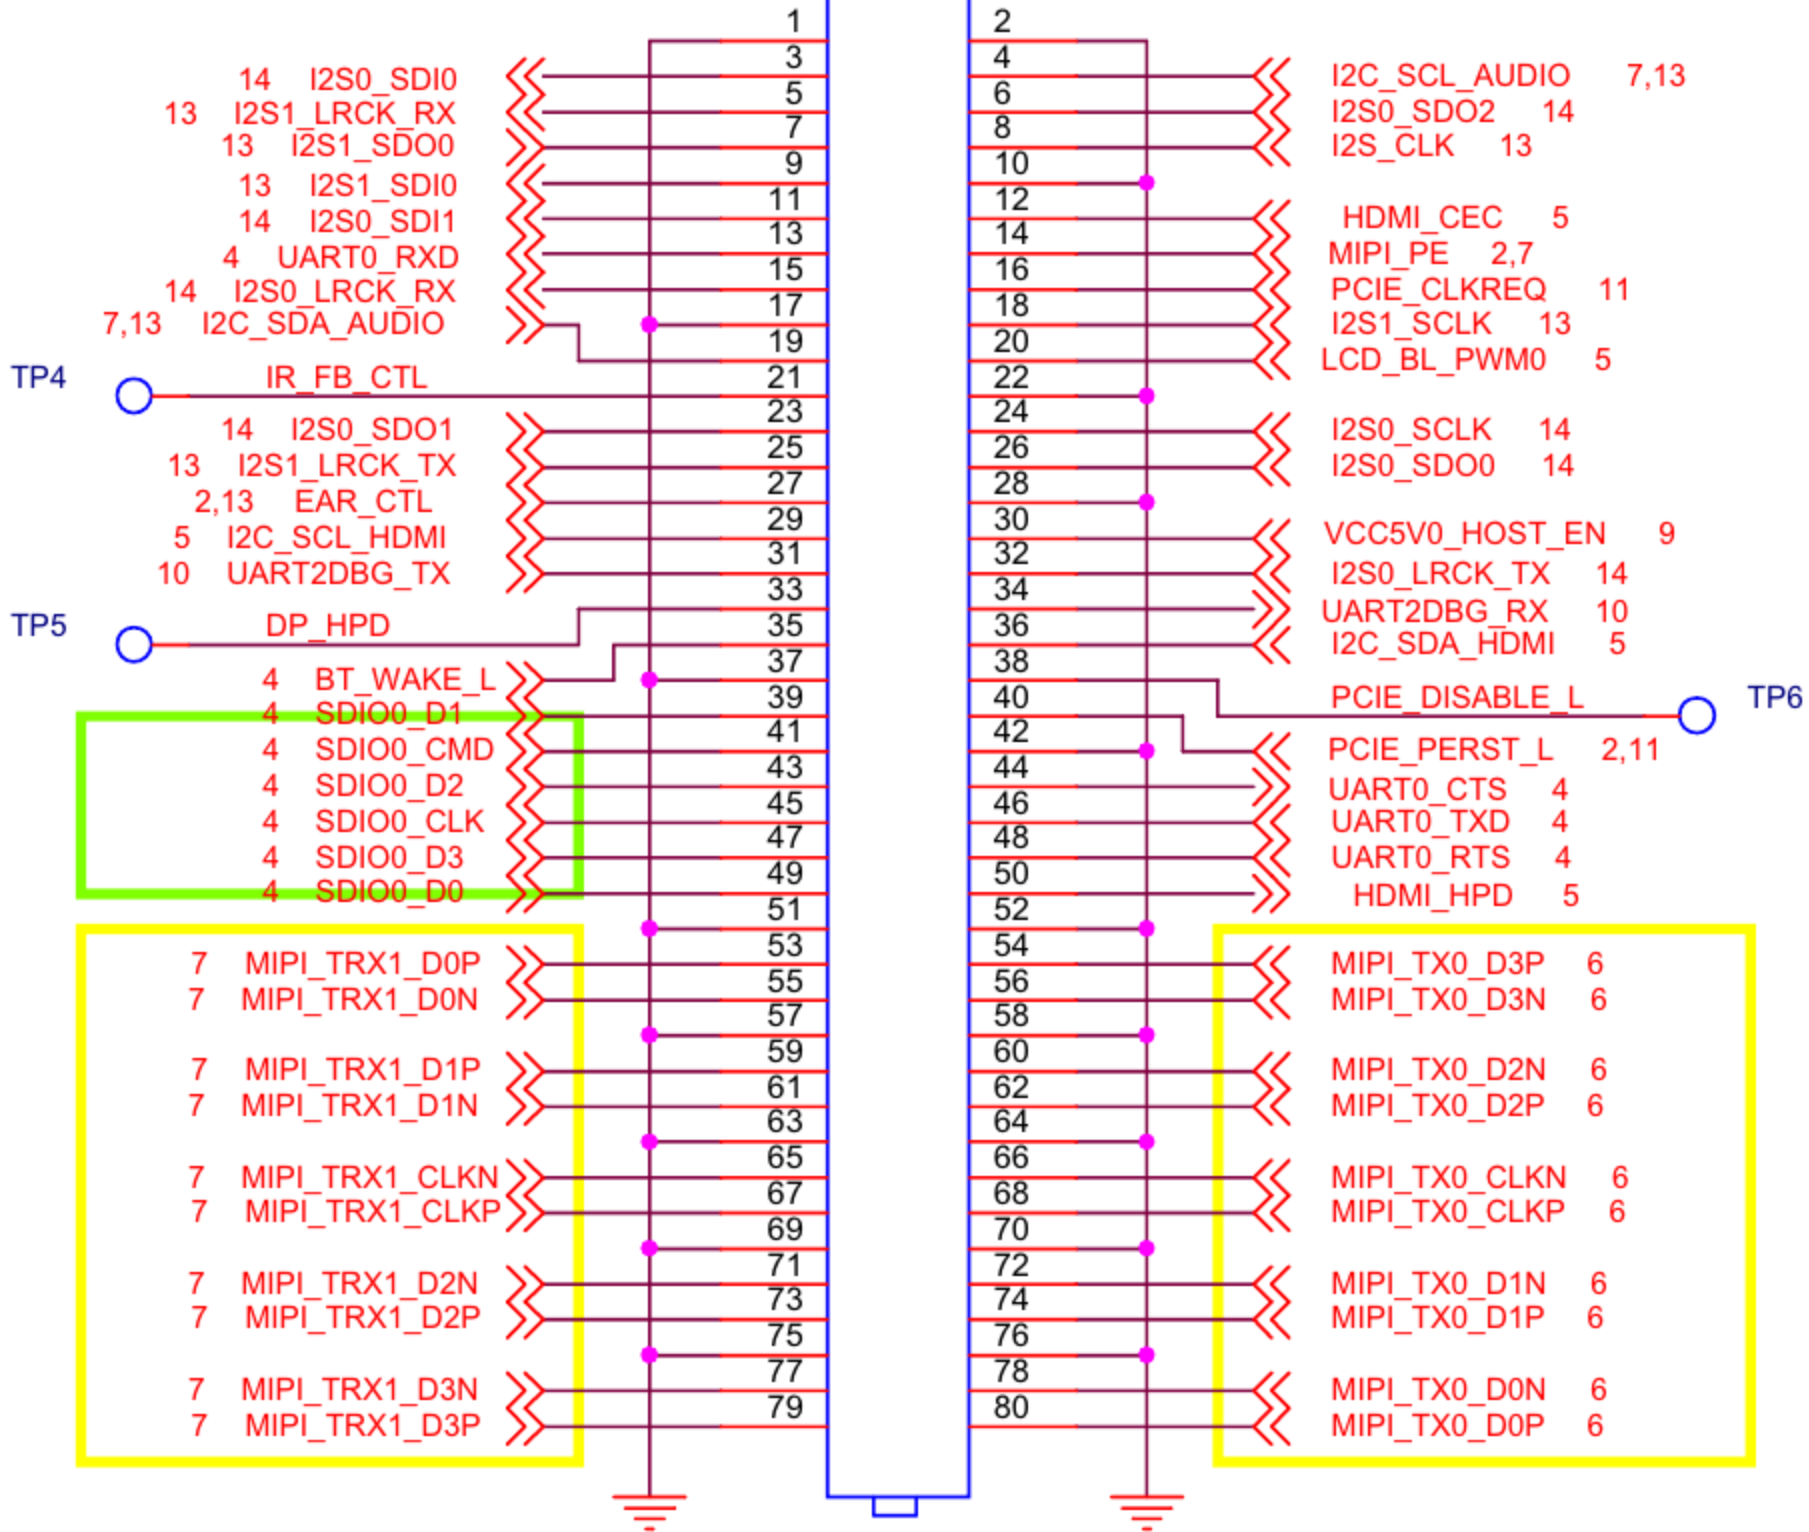 1 2
3 4
14 I2S0_SDI0 I2C_SCL_AUDIO 7,13
5 6
13 I2S1_LRCK_RX I2S0_SDO2 14
7 8
13 I2S1_SDO0 I2S_CLK 13
9 10
13 I2S1_SDI0
11 12
14 I2S0_SDI1 HDMI_CEC 5
13 14
4 UART0_RXD MIPI_PE 2,7
15 16
14 I2S0_LRCK_RX PCIE_CLKREQ 11
17 18
7,13 I2C_SDA_AUDIO I2S1_SCLK 13
19 20
LCD_BL_PWM0 5
TP4 IR_FB_CTL 21 22
23 24
14 I2S0_SDO1 I2S0_SCLK 14
25 26
13 I2S1_LRCK_TX I2S0_SDO0 14
27 28
2,13 EAR_CTL
29 30
5 I2C_SCL_HDMI VCC5V0_HOST_EN 9
31 32
10 UART2DBG_TX I2S0_LRCK_TX 14
33 34
UART2DBG_RX 10
TP5 DP_HPD 35 36
I2C_SDA_HDMI 5
37 38
4 BT_WAKE_L
39 40 PCIE_DISABLE_L TP6
4 SDIO0_D1
41 42
4 SDIO0_CMD PCIE_PERST_L 2,11
43 44
4 SDIO0_D2 UART0_CTS 4
45 46
4 SDIO0_CLK UART0_TXD 4
47 48
4 SDIO0_D3 UART0_RTS 4
49 50
4 SDIO0_D0 HDMI_HPD 5
51 52
53 54
7 MIPI_TRX1_D0P MIPI_TX0_D3P 6
55 56
7 MIPI_TRX1_D0N MIPI_TX0_D3N 6
57 58
59 60
7 MIPI_TRX1_D1P MIPI_TX0_D2N 6
61 62
7 MIPI_TRX1_D1N MIPI_TX0_D2P 6
63 64
65 66
7 MIPI_TRX1_CLKN MIPI_TX0_CLKN 6
67 68
7 MIPI_TRX1_CLKP MIPI_TX0_CLKP 6
69 70
71 72
7 MIPI_TRX1_D2N MIPI_TX0_D1N 6
73 74
7 MIPI_TRX1_D2P MIPI_TX0_D1P 6
75 76
77 78
7 MIPI_TRX1_D3N MIPI_TX0_D0N 6
79 80
7 MIPI_TRX1_D3P MIPI_TX0_D0P 6